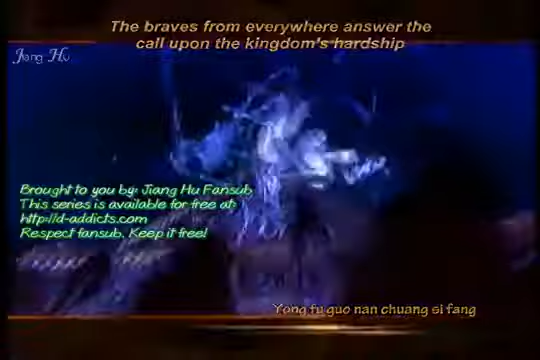 The braves from everywhere answer the
call upon the kingdom's hardship
Jiang Hu
Brought to you by: Jiang Hu Fansub
This series is available for free at:
http://d-addicts.com
Respect fansub. Keep it free!
Yong fu guo nan chuang si fang